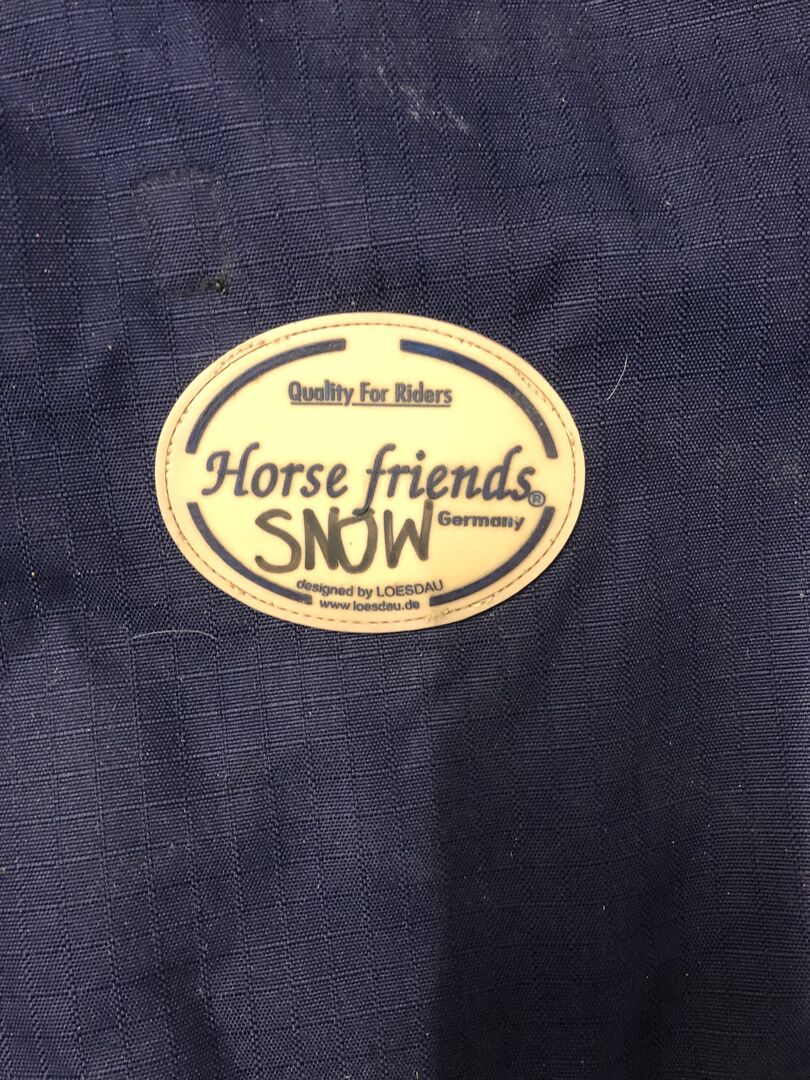 Quality For Riders
Horse friends®
Germany
SNOW
designed by LOESDAU
www.loesdau.de